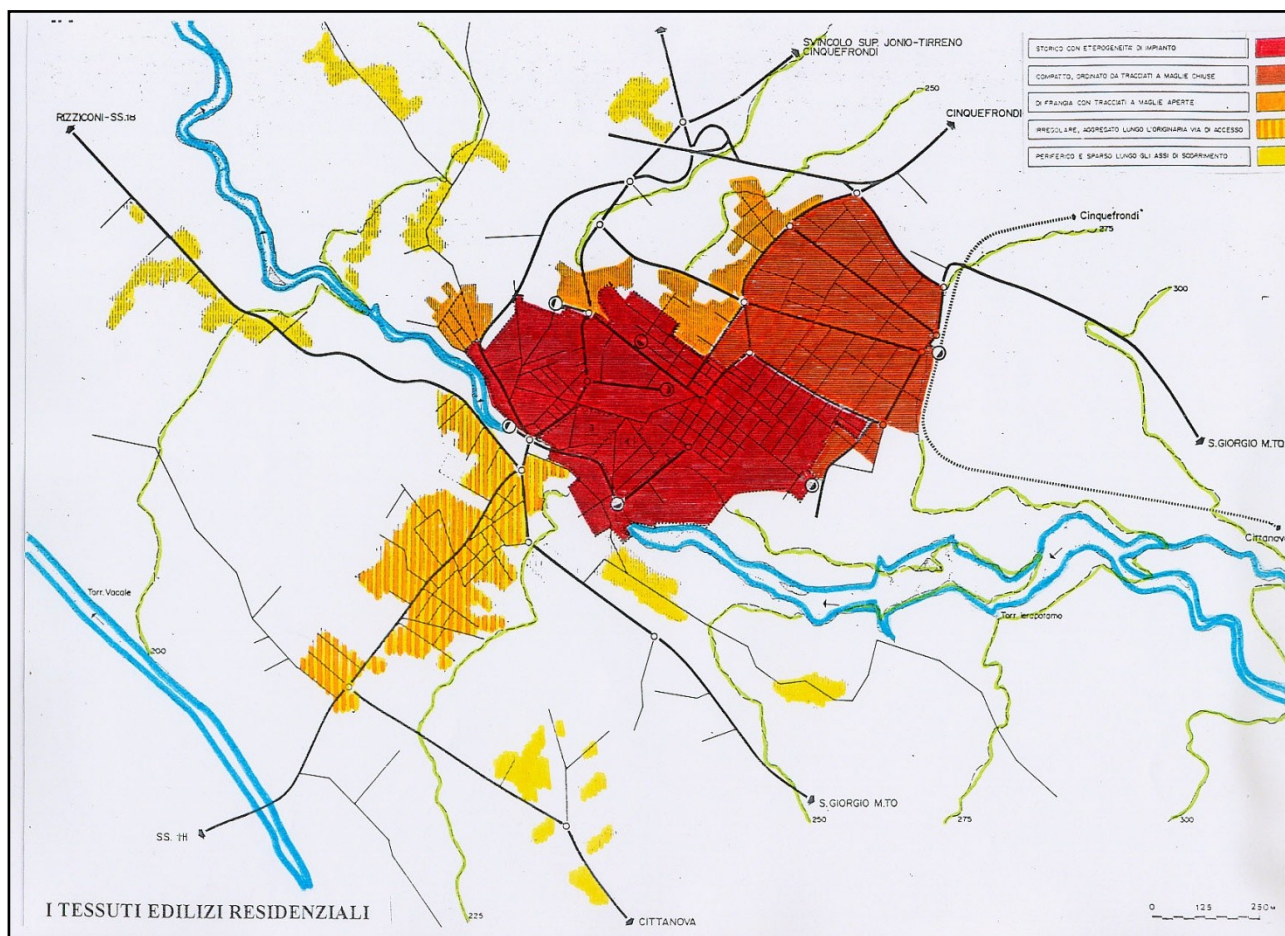 SVINCOLO SUP. JONIO-TIRRENO
CINQUEFRONDI
STORICO CON ETEROGENEITÀ DI IMPIANTO
COMPATTO, ORDINATO DA TRACCIATI A MAGLIE CHIUSE
DI FRANGIA CON TRACCIATI A MAGLIE APERTE
IRREGOLARE, AGGREGATO LUNGO L'ORIGINARIA VIA DI ACCESSO
PERIFERICO E SPARSO LUNGO GLI ASSI DI SCORRIMENTO
RIZZICONI-SS.18
250
CINQUEFRONDI
Cinquefrondi
275
300
S.GIORGIO M.TO
Cittanova
Torr. Vacale
Torr. Ierapotamo
200
S.GIORGIO M.TO
250
275
300
SS. 111
225
CITTANOVA
I TESSUTI EDILIZI RESIDENZIALI
0 125 250 M